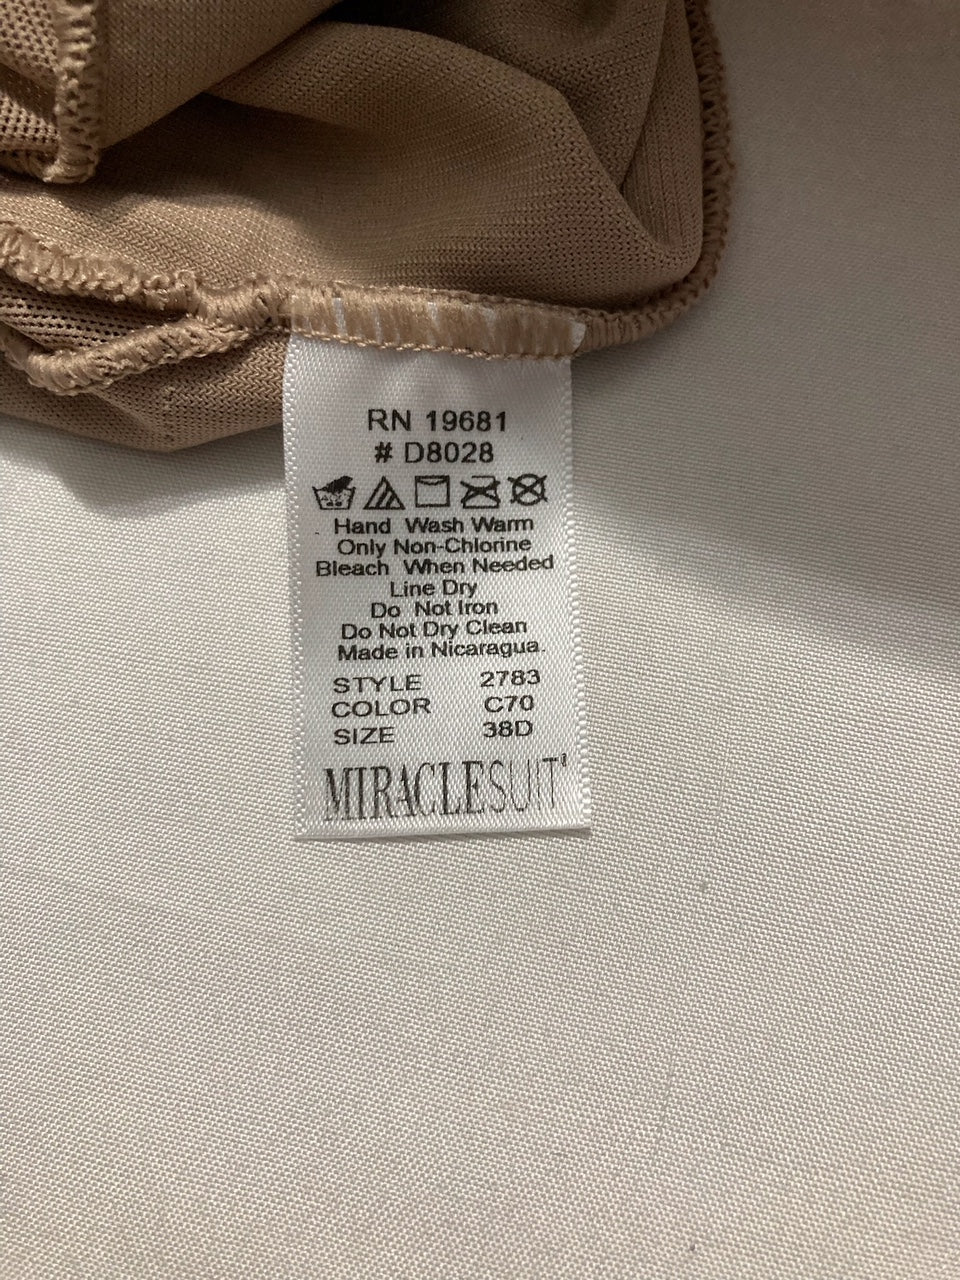 RN 19681
# D8028
Hand Wash Warm
Only Non-Chlorine
Bleach When Needed
Line Dry
Do Not Iron
Do Not Dry Clean
Made in Nicaragua.
STYLE 2783
COLOR C70
SIZE 38D
MIRACLESUIT®